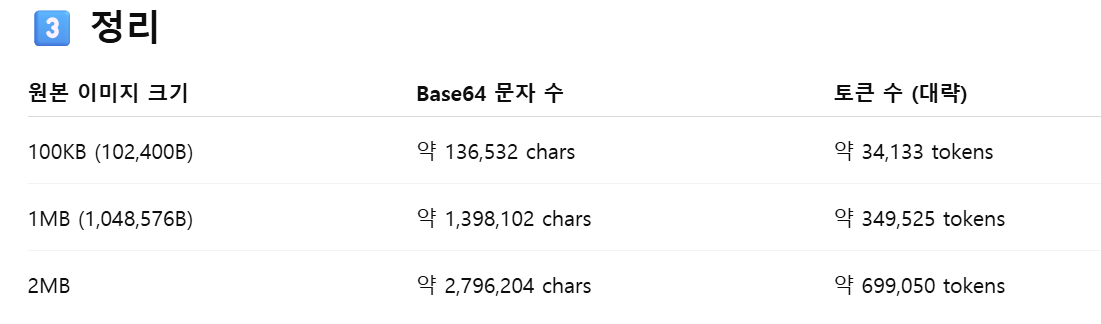 3 정리
원본 이미지 크기 Base64 문자 수 토큰 수 (대략)
100KB (102,400B) 약 136,532 chars 약 34,133 tokens
1MB (1,048,576B) 약 1,398,102 chars 약 349,525 tokens
2MB 약 2,796,204 chars 약 699,050 tokens